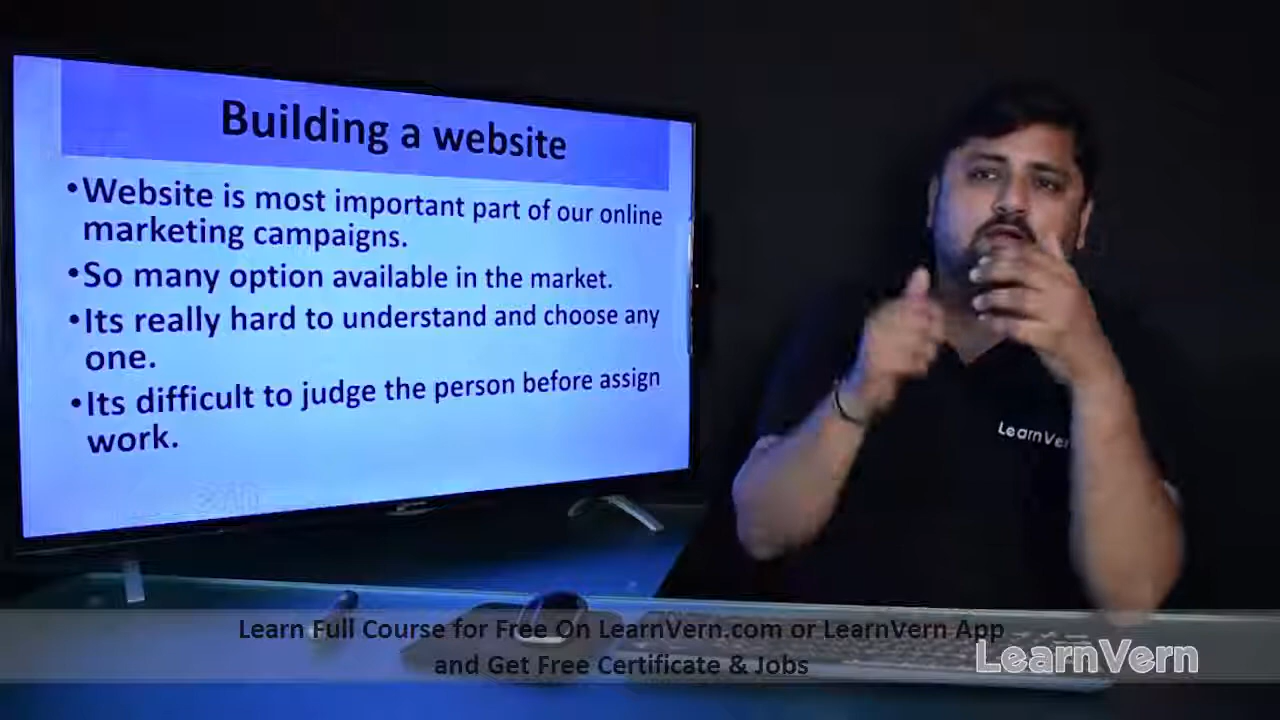 Building a website
•Website is most important part of our online
marketing campaigns.
•So many option available in the market.
•Its really hard to understand and choose any
one.
•Its difficult to judge the person before assign
work.
LearnVer
Learn Full Course for Free On LearnVern.com or LearnVern App
and Get Free Certificate & Jobs
LearnVern